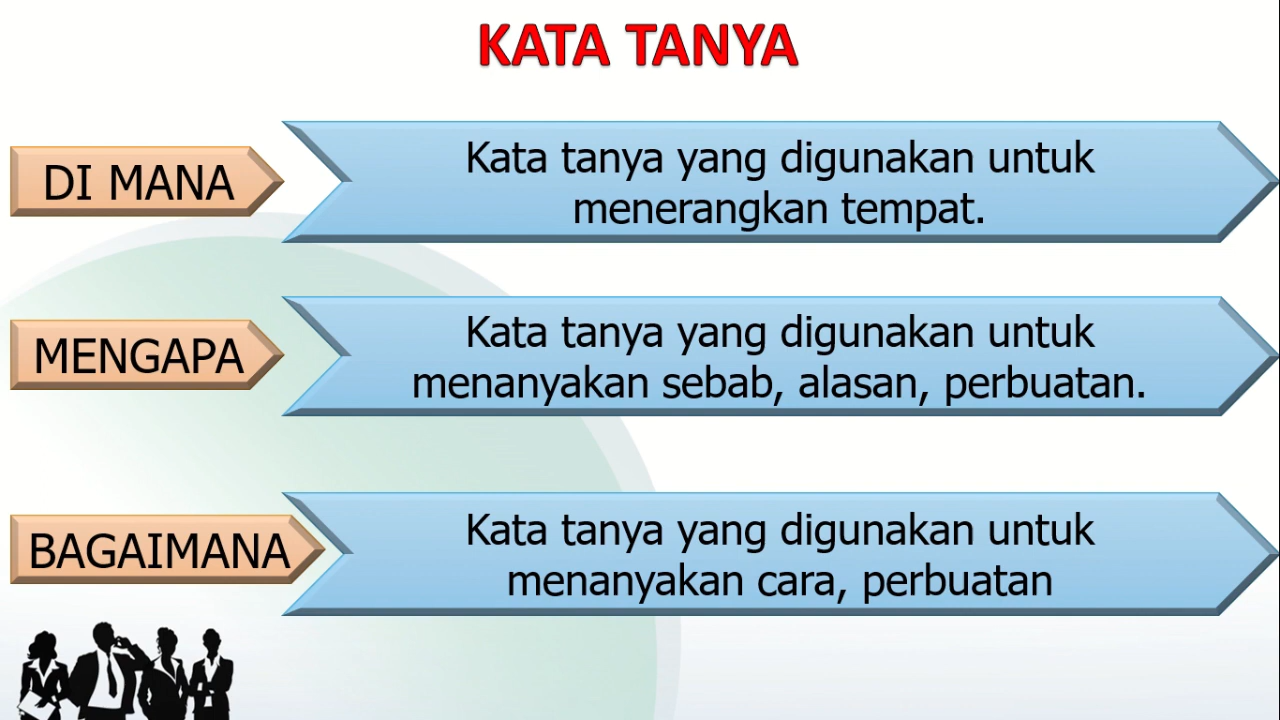 KATA TANYA
DI MANA
Kata tanya yang digunakan untuk
menerangkan tempat.
MENGAPA
Kata tanya yang digunakan untuk
menanyakan sebab, alasan, perbuatan.
BAGAIMANA
Kata tanya yang digunakan untuk
menanyakan cara, perbuatan